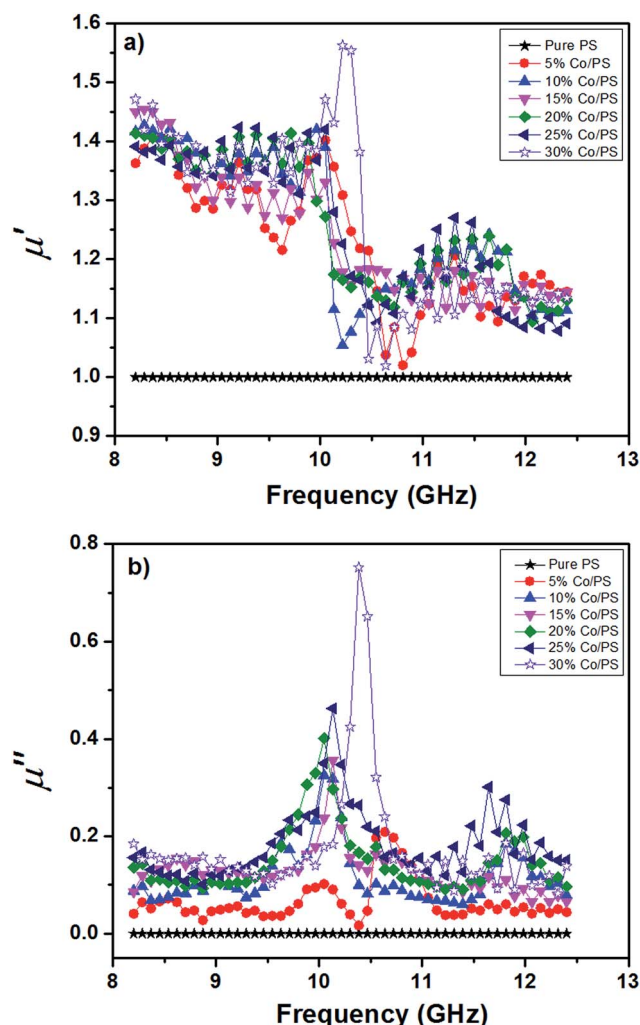 a)
1.6
1.5
1.4
1.3
1.2
1.1
1.0
0.9
μ'
Pure PS
5% Co/PS
10% Co/PS
15% Co/PS
20% Co/PS
25% Co/PS
30% Co/PS
8 9 10 11 12 13
Frequency (GHz)
b)
0.8
0.6
0.4
0.2
0.0
μ"
Pure PS
5% Co/PS
10% Co/PS
15% Co/PS
20% Co/PS
25% Co/PS
30% Co/PS
8 9 10 11 12 13
Frequency (GHz)